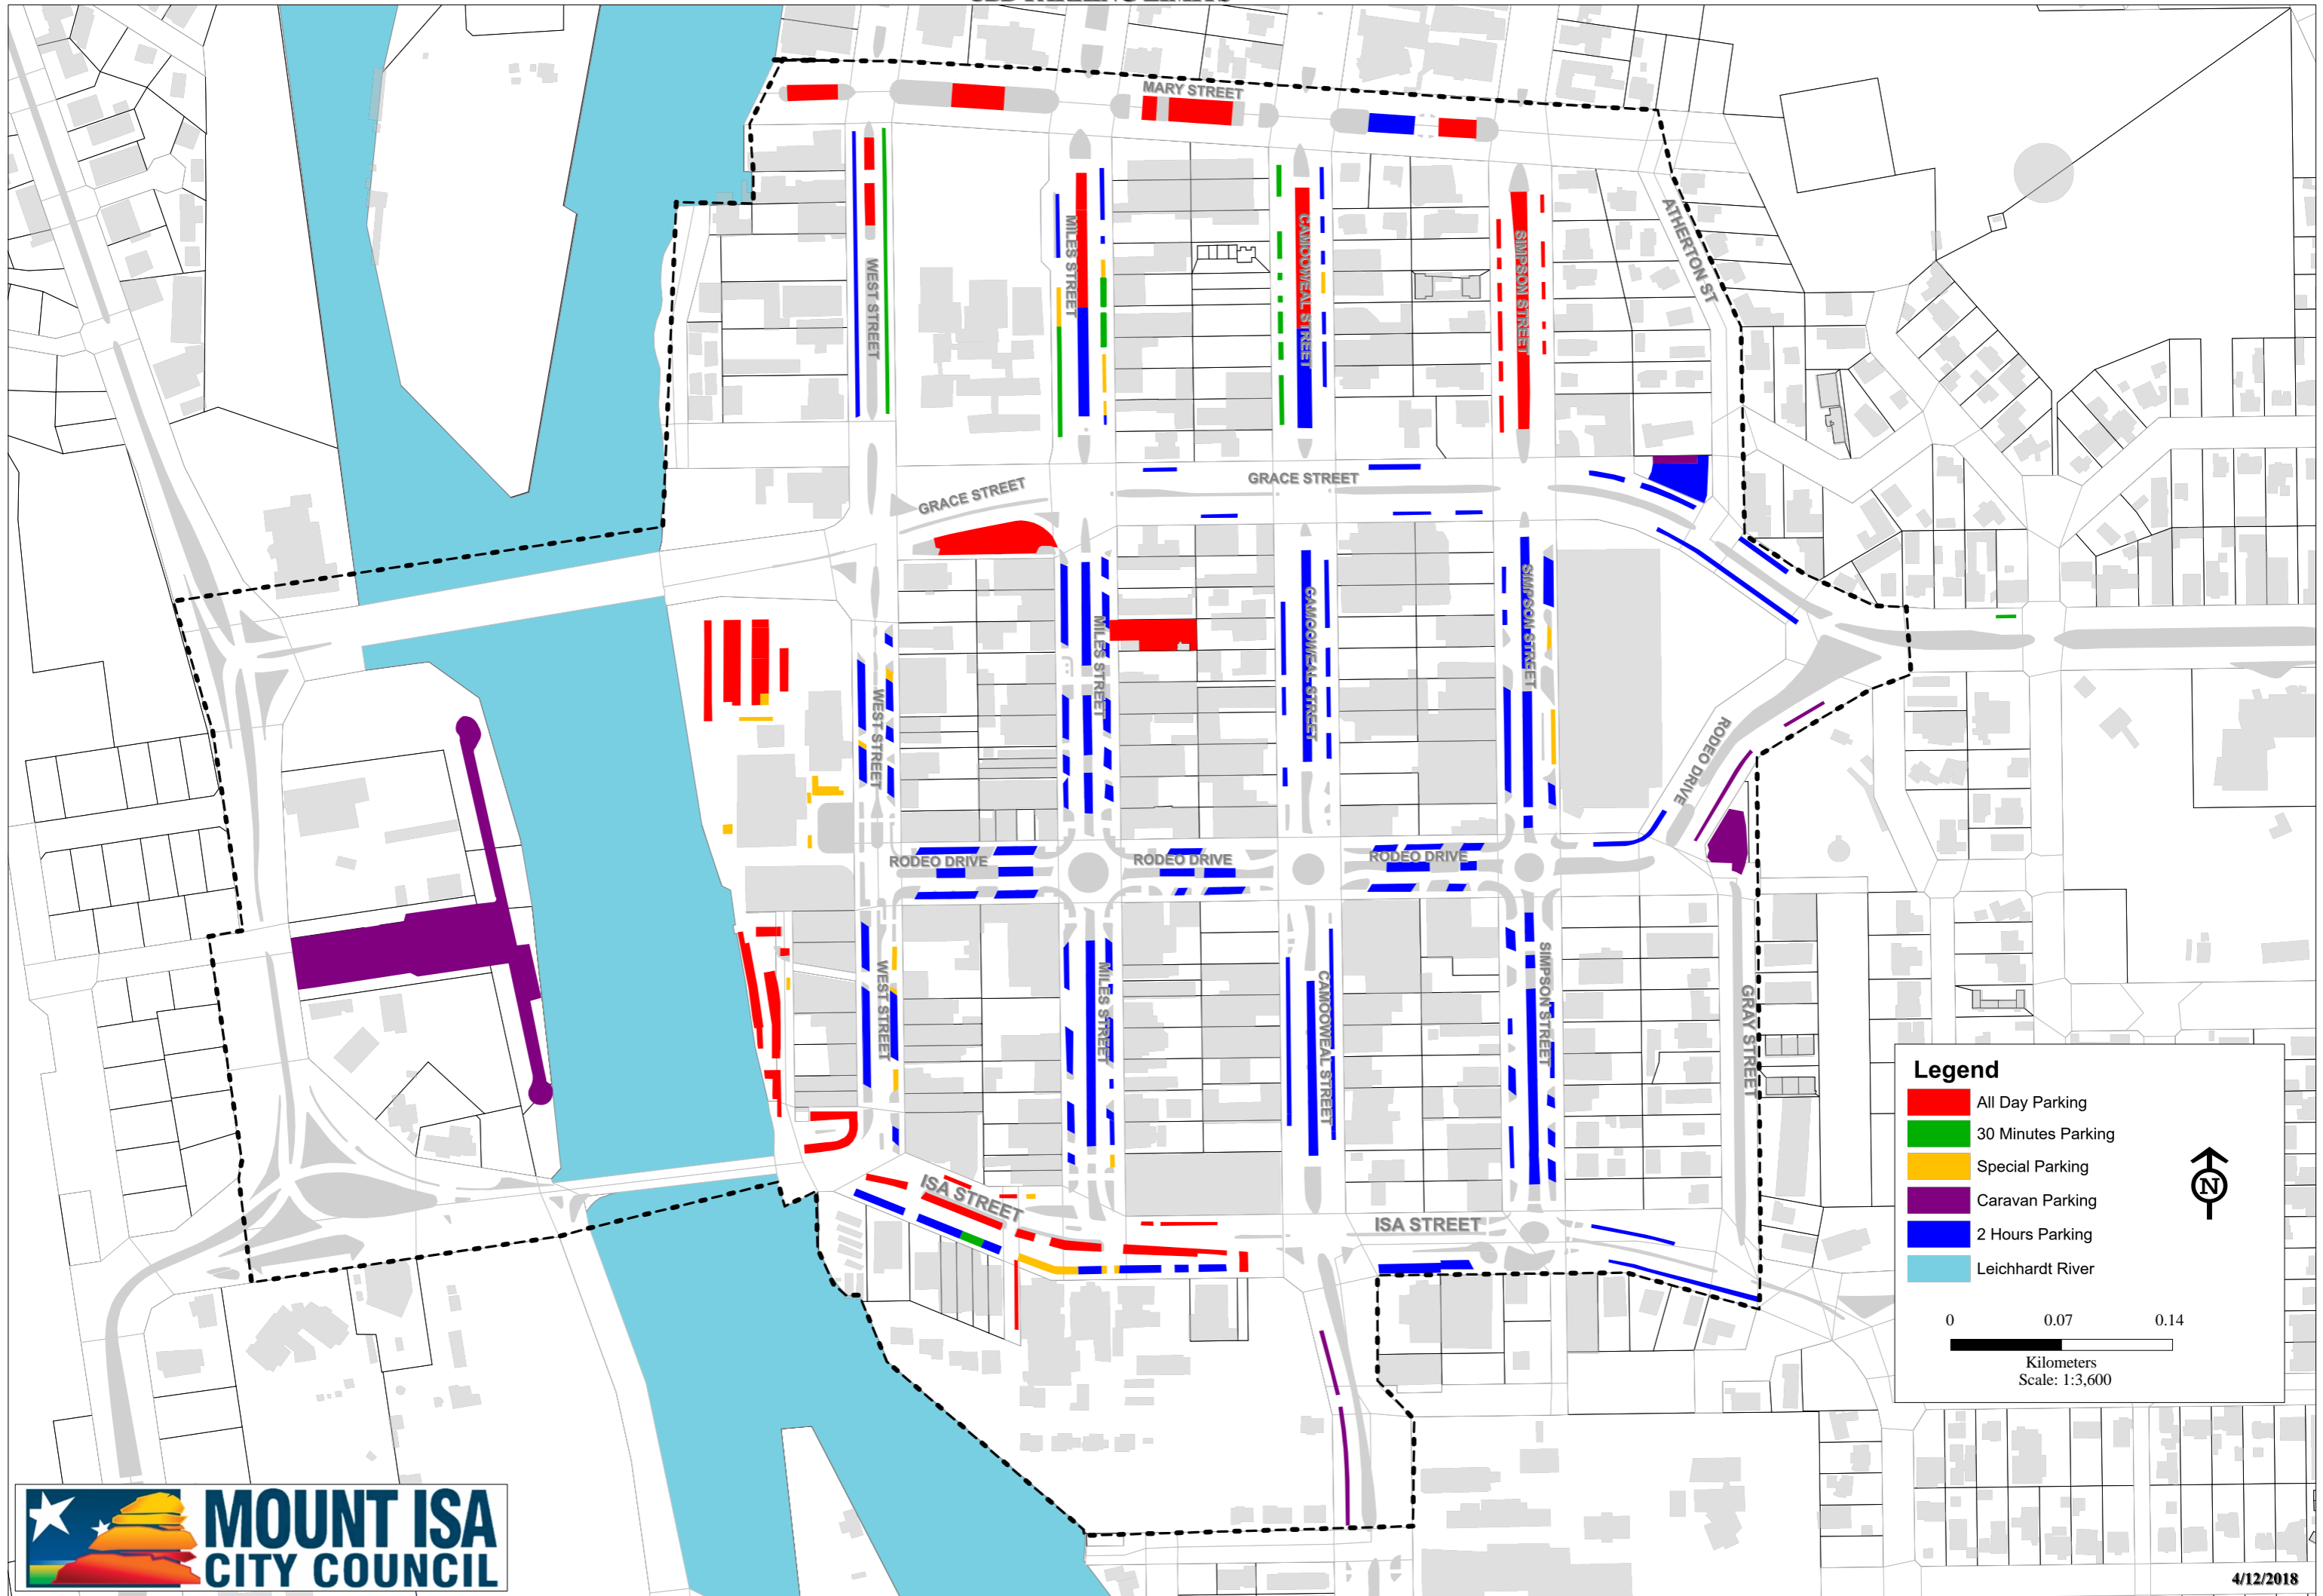 MARY STREET
ATHERTON ST
MILES STREET
CAMOOWEAL STREET
SIMPSON STREET
WEST STREET
GRACE STREET
GRACE STREET
MILES STREET
CAMOOWEAL STREET
SIMPSON STREET
WEST STREET
RODEO DRIVE
RODEO DRIVE
RODEO DRIVE
RODEO DRIVE
WEST STREET
MILES STREET
CAMOOWEAL STREET
SIMPSON STREET
GRAY STREET
ISA STREET
ISA STREET
Legend
All Day Parking
30 Minutes Parking
Special Parking
Caravan Parking
2 Hours Parking
Leichhardt River
N
0 0.07 0.14
Kilometers
Scale: 1:3,600
MOUNT ISA
CITY COUNCIL
4/12/2018